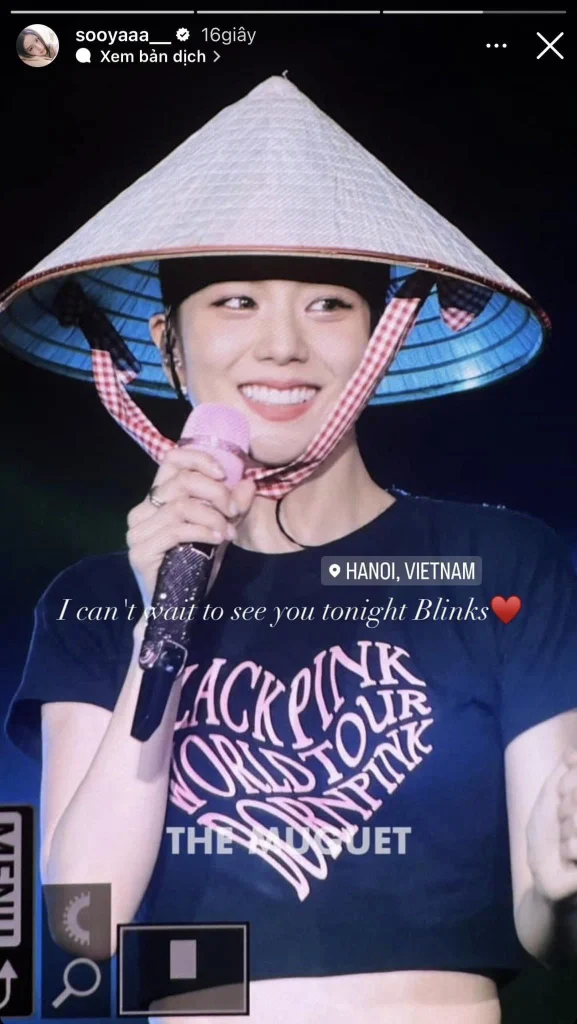 sooyaaa__ 16giây
Xem bản dịch
HANOI, VIETNAM
I can't wait to see you tonight Blinks
LACKPINK
WORLD TOUR
BORNPINK
THE MUGUET
MENU